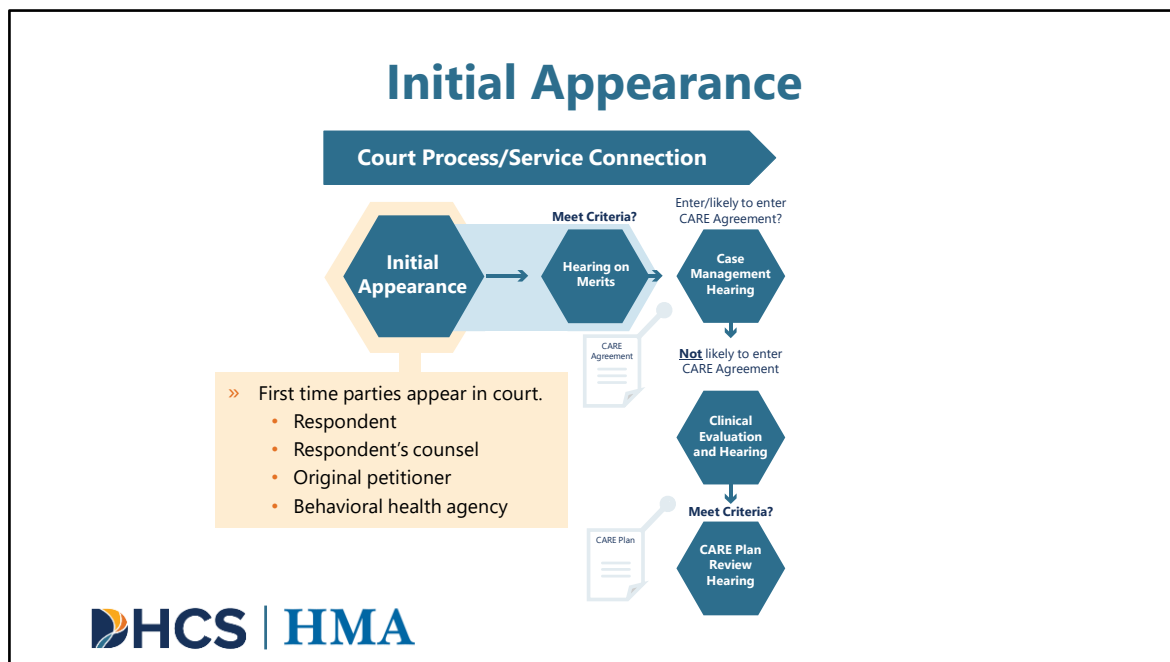 Initial Appearance
Court Process/Service Connection
Initial
Appearance
Meet Criteria?
Hearing on
Merits
Enter/likely to enter
CARE Agreement?
Case
Management
Hearing
CARE
Agreement
Not likely to enter
CARE Agreement
» First time parties appear in court.
• Respondent
• Respondent’s counsel
• Original petitioner
• Behavioral health agency
Clinical
Evaluation
and Hearing
Meet Criteria?
CARE Plan
CARE Plan
Review
Hearing
DHCS | HMA